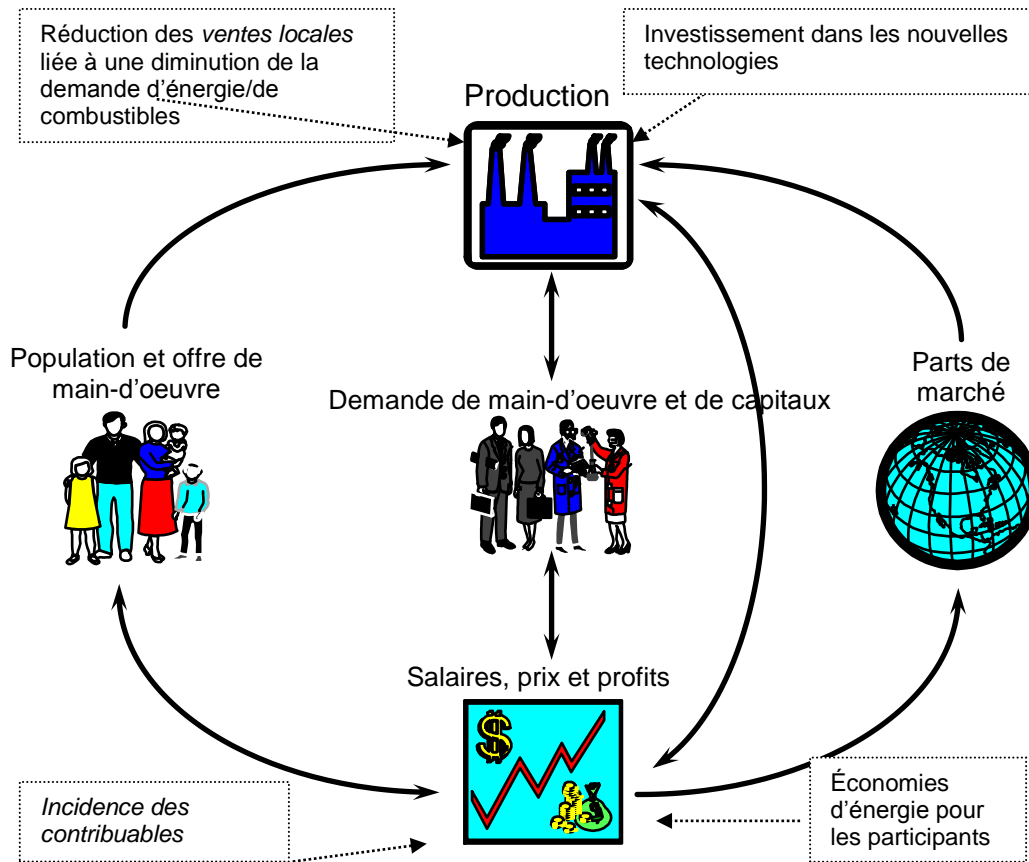 Réduction des ventes locales
liée à une diminution de la
demande d'énergie/de
combustibles
Investissement dans les nouvelles
technologies
Production
Population et offre de
main-d'oeuvre
Demande de main-d'oeuvre et de capitaux
Parts de
marché
Salaires, prix et profits
$
$
Incidence des
contribuables
Économies
d'énergie pour
les participants